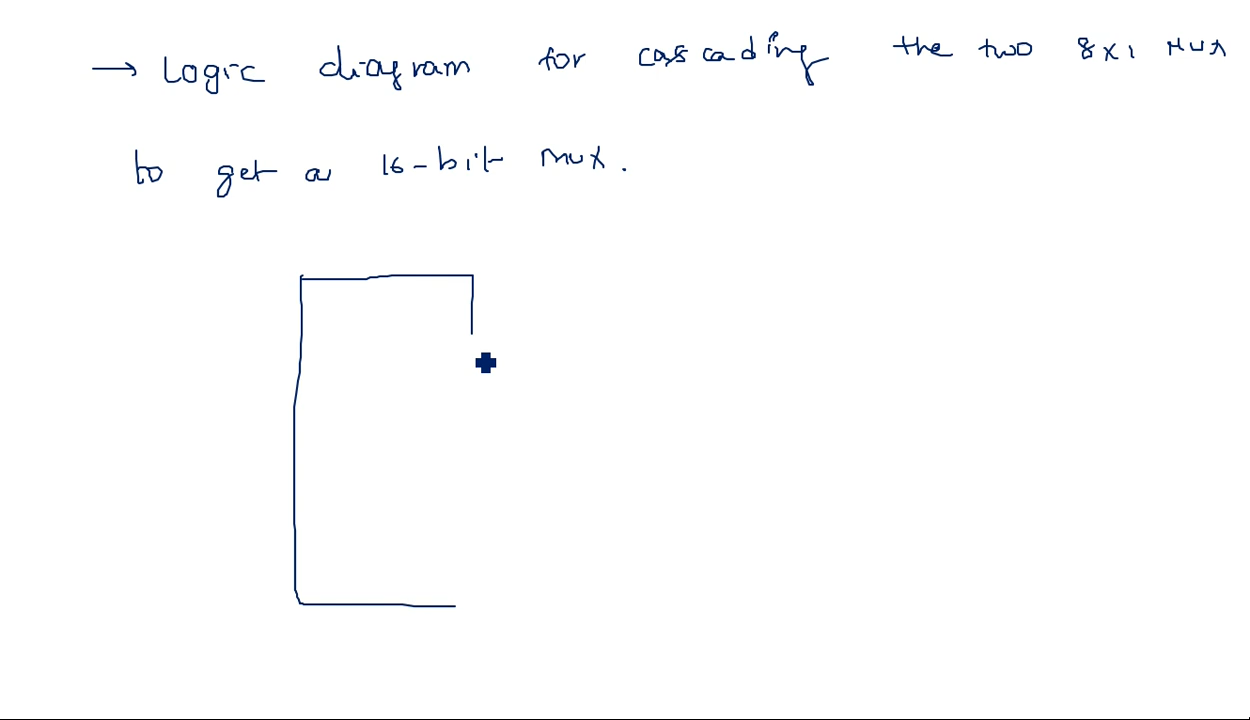 → Logic diagram for cascading the two 8x1 Mux
to get a 16-bit mux.